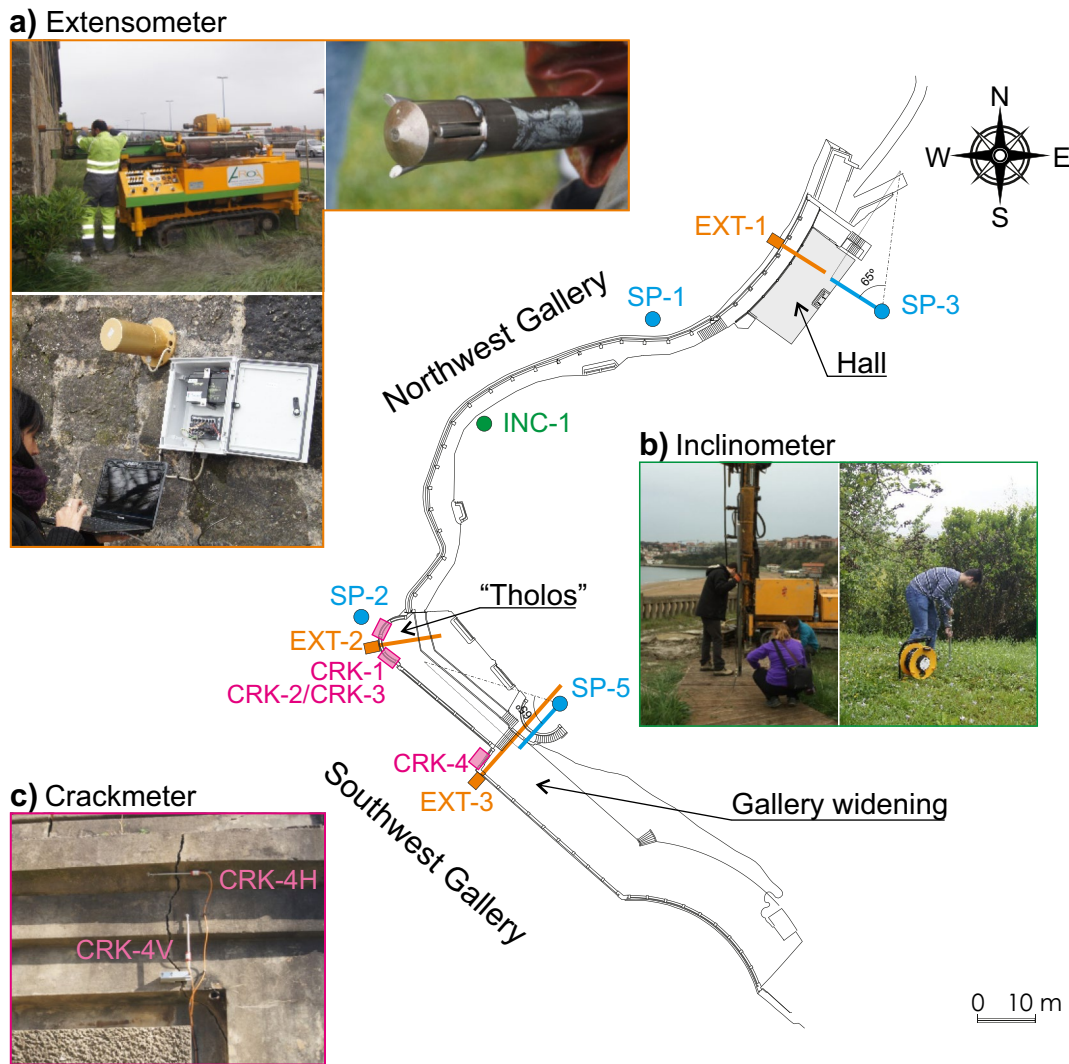 a) Extensometer
N
W
E
S
EXT-1
65°
SP-1
SP-3
Northwest Gallery
Hall
INC-1
b) Inclinometer
SP-2
“Tholos”
EXT-2
CRK-1
CRK-2/CRK-3
SP-5
65°
CRK-4
EXT-3
Gallery widening
Southwest Gallery
c) Crackmeter
CRK-4H
CRK-4V
0 10 m